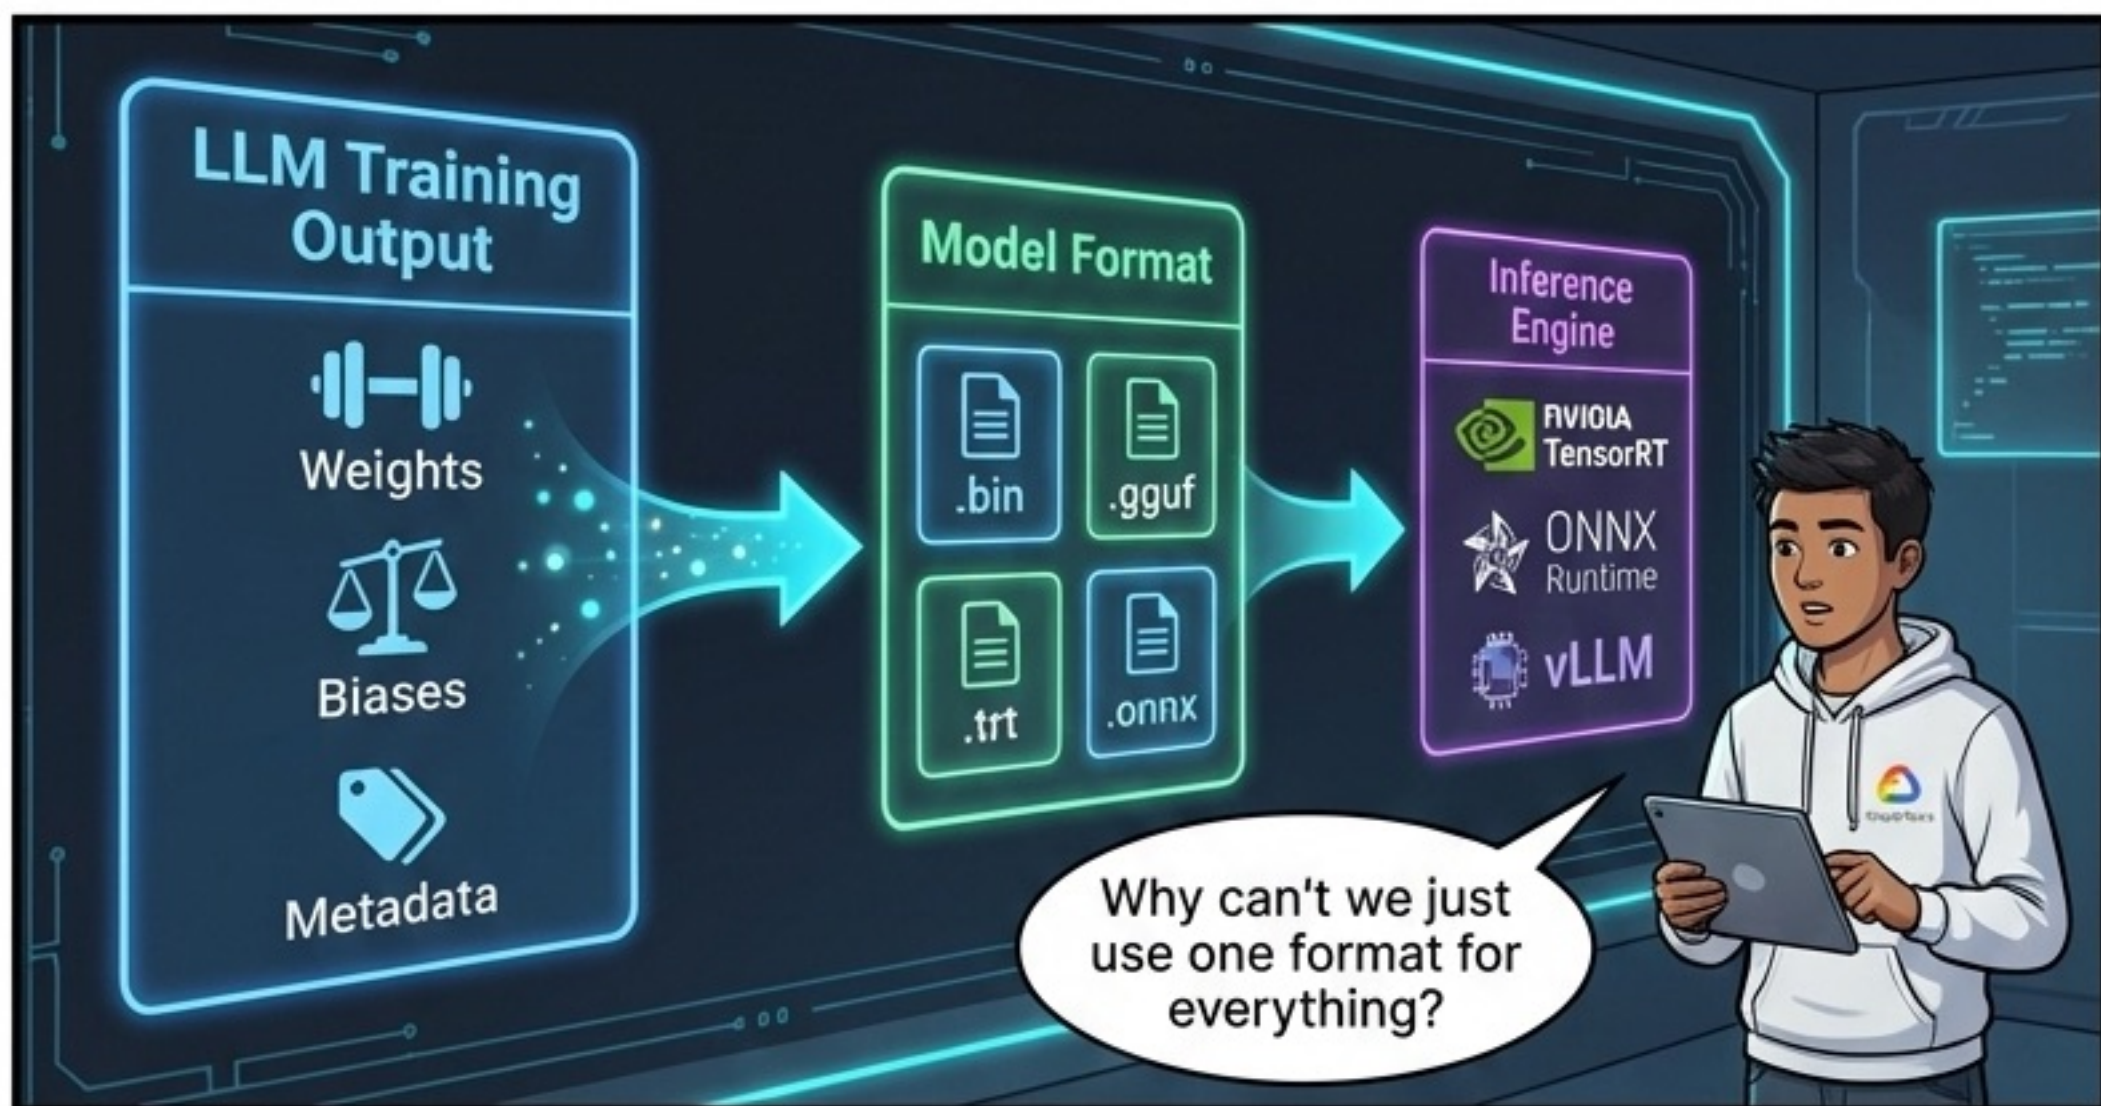 LLM Training
Output
Weights
Biases
Metadata
Model Format
.bin
.gguf
.trt
.onnx
Inference
Engine
TensorRT
ONNX
Runtime
vLLM
Why can't we just
use one format for
everything?